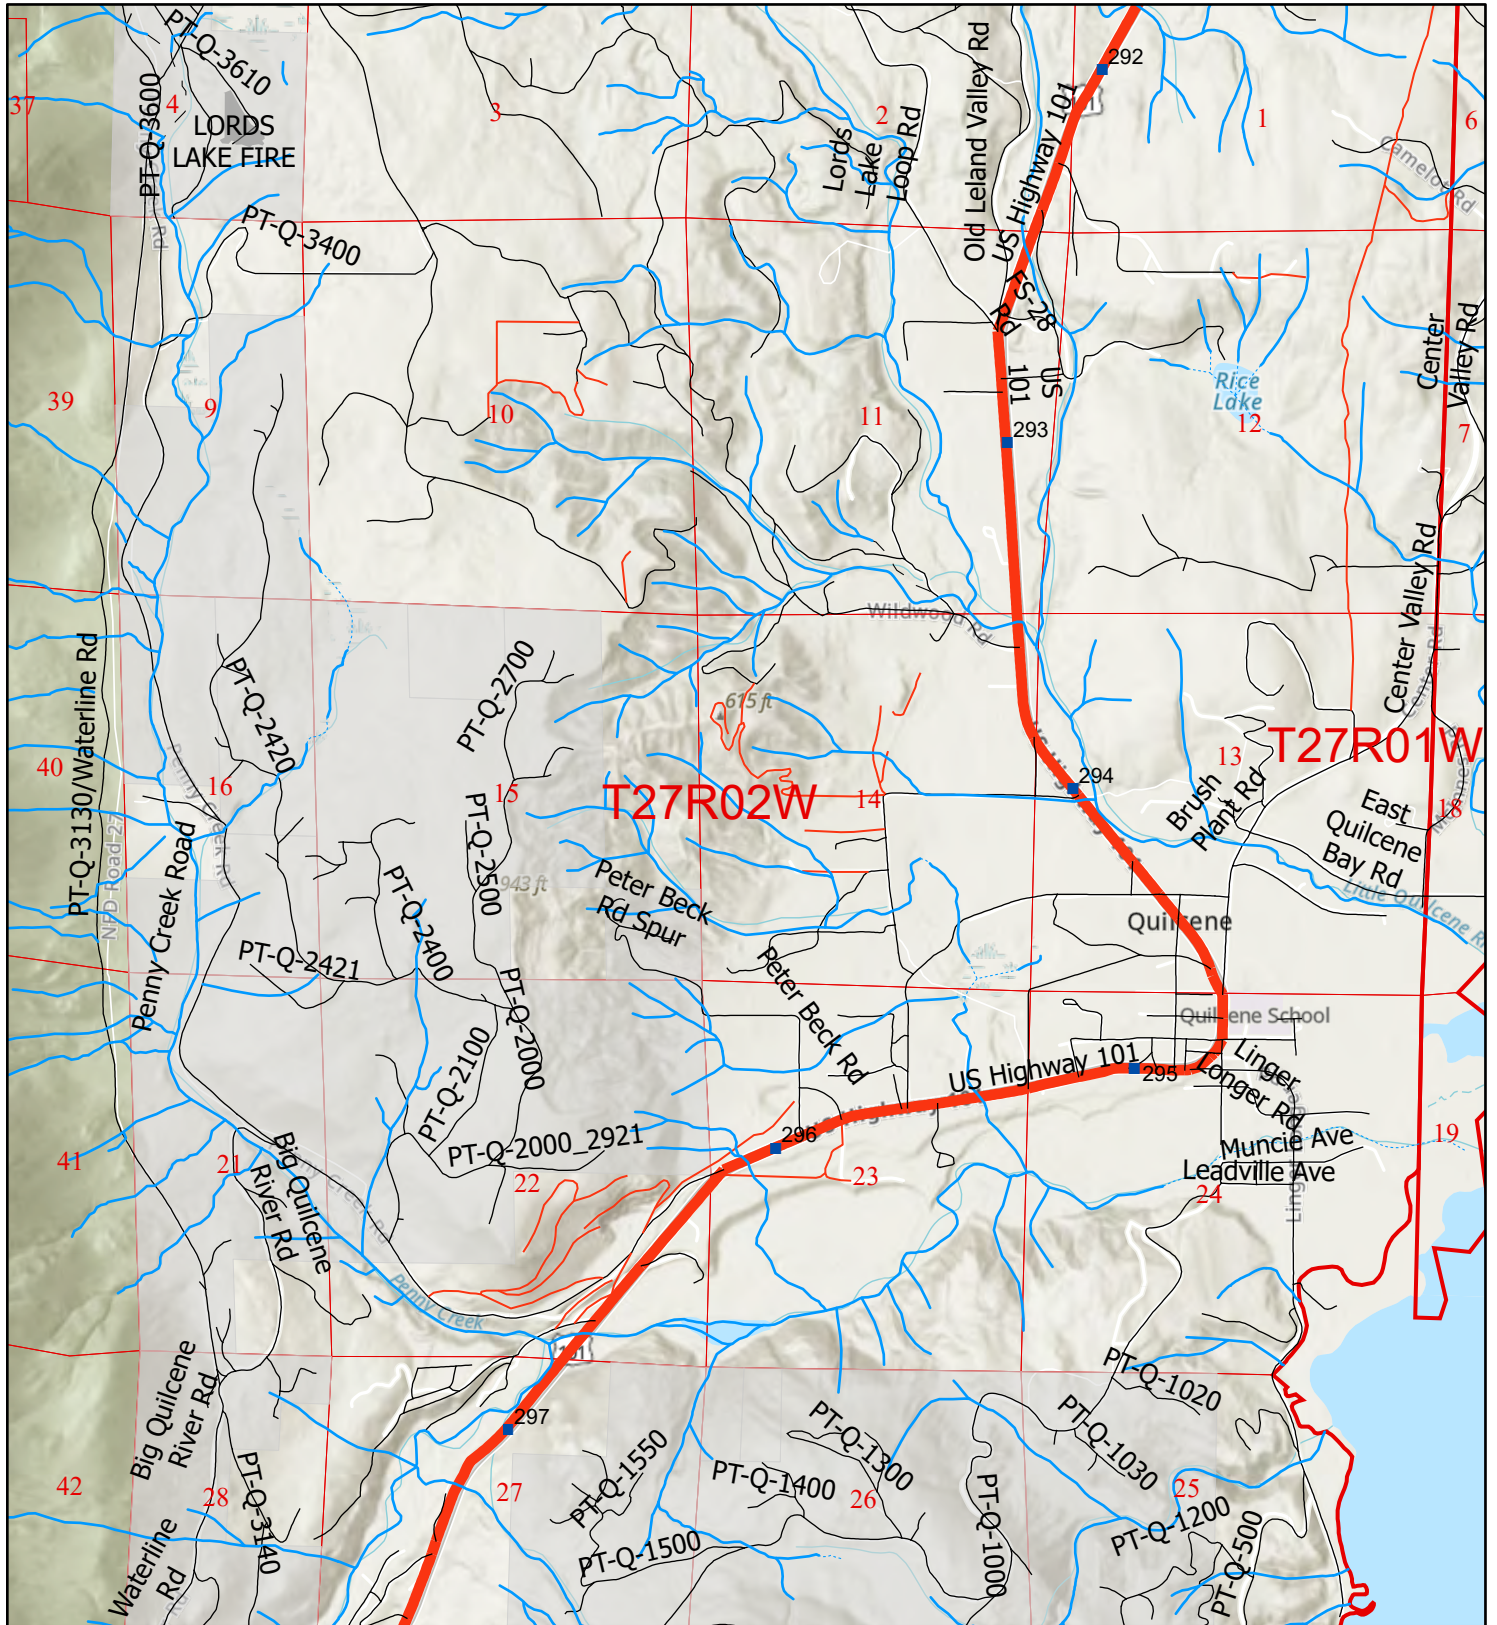 PT-Q-3610
292
37
4
3
2
1
6
PT-Q-3600
LORDS
LAKE FIRE
Lords
Lake
Loop Rd
Old Leland Valley Rd
US Highway 101
Camelot Rd
PT-Q-3400
FS-28
Rd
Center
Valley Rd
US
101
Rice
Lake
39
9
10
11
293
12
7
Center Valley Rd
Wildwood Rd
Center Rd
PT-Q-3130/Waterline Rd
PT-Q-2420
PT-Q-2700
615 ft
T27R01W
13
40
16
15
T27R02W
14
294
18
Penny Creek Rd
Brush
Plant Rd
East
Quilcene
Bay Rd
PT-Q-2500
943 ft
NFD Road 27
Penny Creek Road
PT-Q-2400
Peter Beck
Rd Spur
Quilcene
PT-Q-2421
Peter Beck Rd
Quilcene School
PT-Q-2000
PT-Q-2100
US Highway 101
295
Linger
Longer Rd
296
PT-Q-2000_2921
Muncie Ave
Leadville Ave
19
41
21
22
23
24
Big Quilcene
River Rd
Penny Creek
101
297
Big Quilcene
River Rd
PT-Q-1020
PT-Q-1030
PT-Q-1300
PT-Q-1400
PT-Q-1550
42
28
27
26
25
PT-Q-3140
PT-Q-1000
PT-Q-1200
PT-Q-500
PT-Q-1500
Waterline
Rd